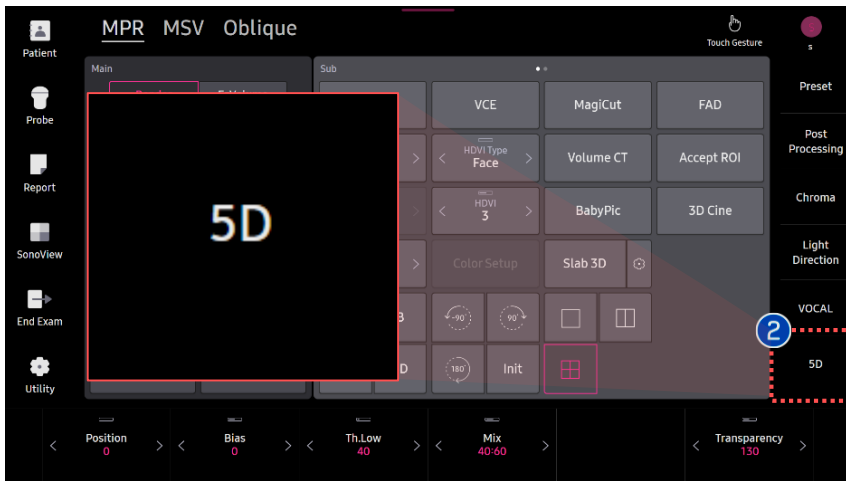 MPR MSV Oblique
Touch Gesture
s
Patient
Probe
Report
SonoView
End Exam
Utility
Main
Sub
5D
VCE
MagiCut
FAD
HDVI Type
Face
Volume CT
Accept ROI
HDVI
3
BabyPic
3D Cine
Color Setup
Slab 3D
-90°
90°
D
180°
Init
Preset
Post
Processing
Chroma
Light
Direction
VOCAL
2
5D
Position
0
Bias
0
Th.Low
40
Mix
40:60
Transparency
130